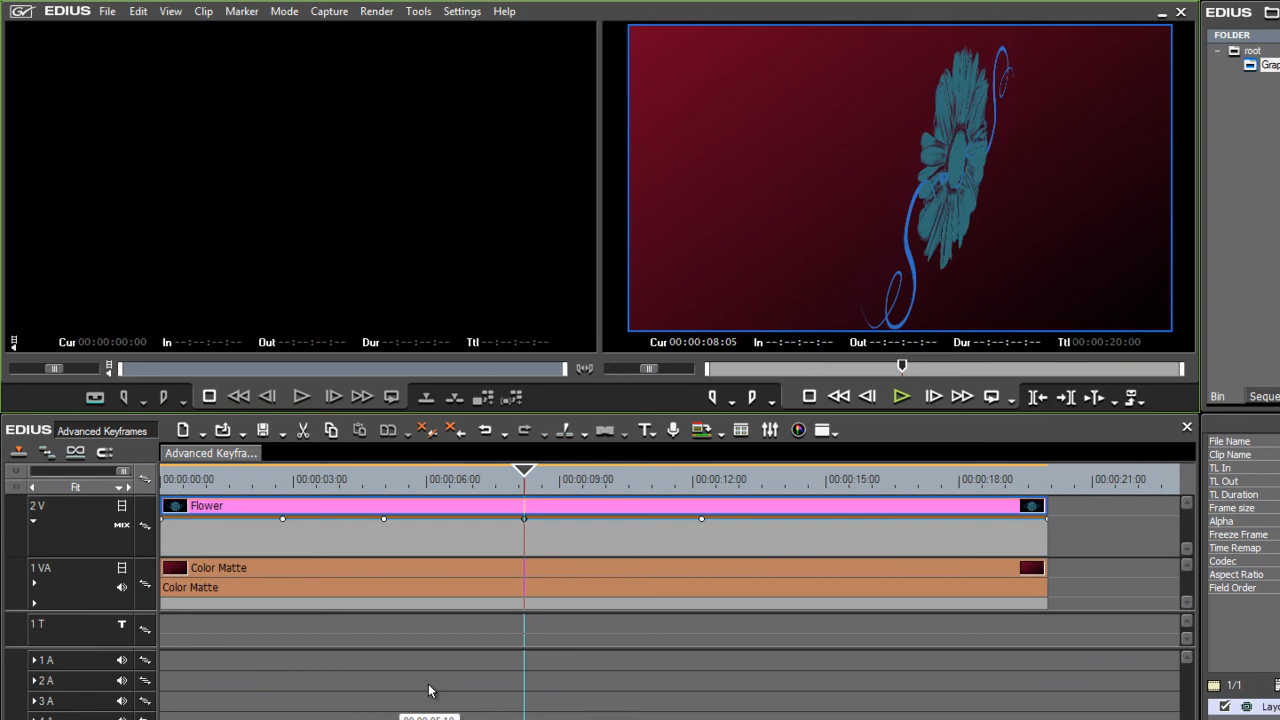 EDIUS File Edit View Clip Marker Mode Capture Render Tools Settings Help
EDIUS
FOLDER
root
Cur 00:00:00:00 In --:--:--:-- Out --:--:--:-- Dur --:--:--:-- Ttl --:--:--:--
Cur 00:00:08:05 In --:--:--:-- Out --:--:--:-- Dur --:--:--:-- Ttl 00:00:20:00
Bin
EDIUS Advanced Keyframes
Advanced Keyfra...
Fit
00:00:00:00 00:00:03:00 00:00:06:00 00:00:09:00 00:00:12:00 00:00:15:00 00:00:18:00 00:00:21:00
2 V Flower
MIX
1 VA Color Matte
Color Matte
1 T T
1 A
2 A
3 A
File Name
Clip Name
TL In
TL Out
TL Duration
Frame size
Alpha
Freeze Frame
Time Remap
Codec
Aspect Ratio
Field Order
1/1